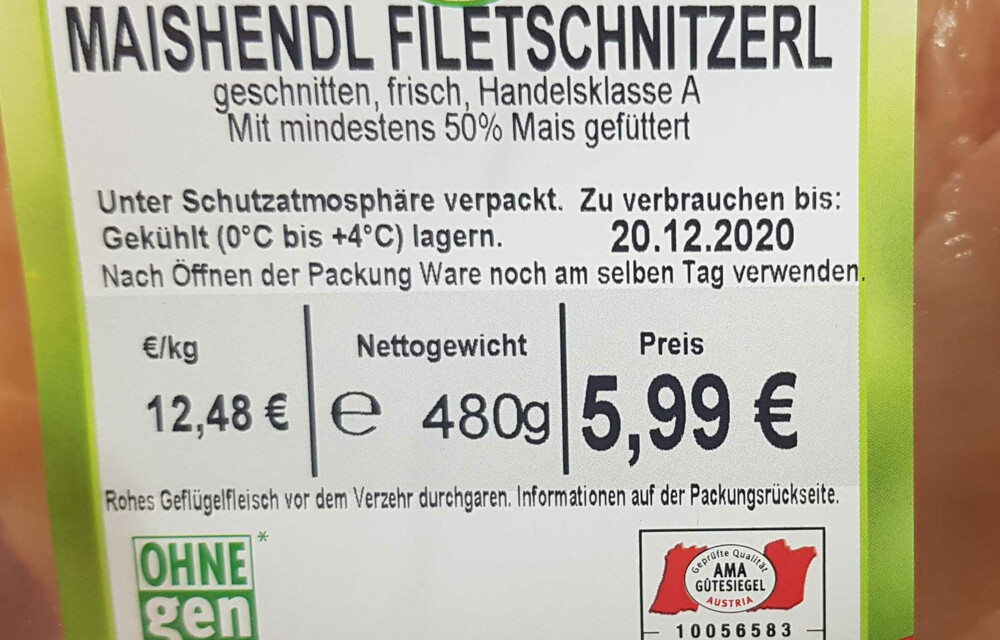 MAISHENDL FILETSCHNITZERL
geschnitten, frisch, Handelsklasse A
Mit mindestens 50% Mais gefüttert
Unter Schutzatmosphäre verpackt. Zu verbrauchen bis:
Gekühlt (0°C bis +4°C) lagern. 20.12.2020
Nach Öffnen der Packung Ware noch am selben Tag verwenden.
€/kg Nettogewicht Preis
12,48 € e 480g 5,99 €
Rohes Geflügelfleisch vor dem Verzehr durchgaren. Informationen auf der Packungsrückseite.
OHNE*
gen
Geprüfte Qualität
AMA
GÜTESIEGEL
AUSTRIA
10056583